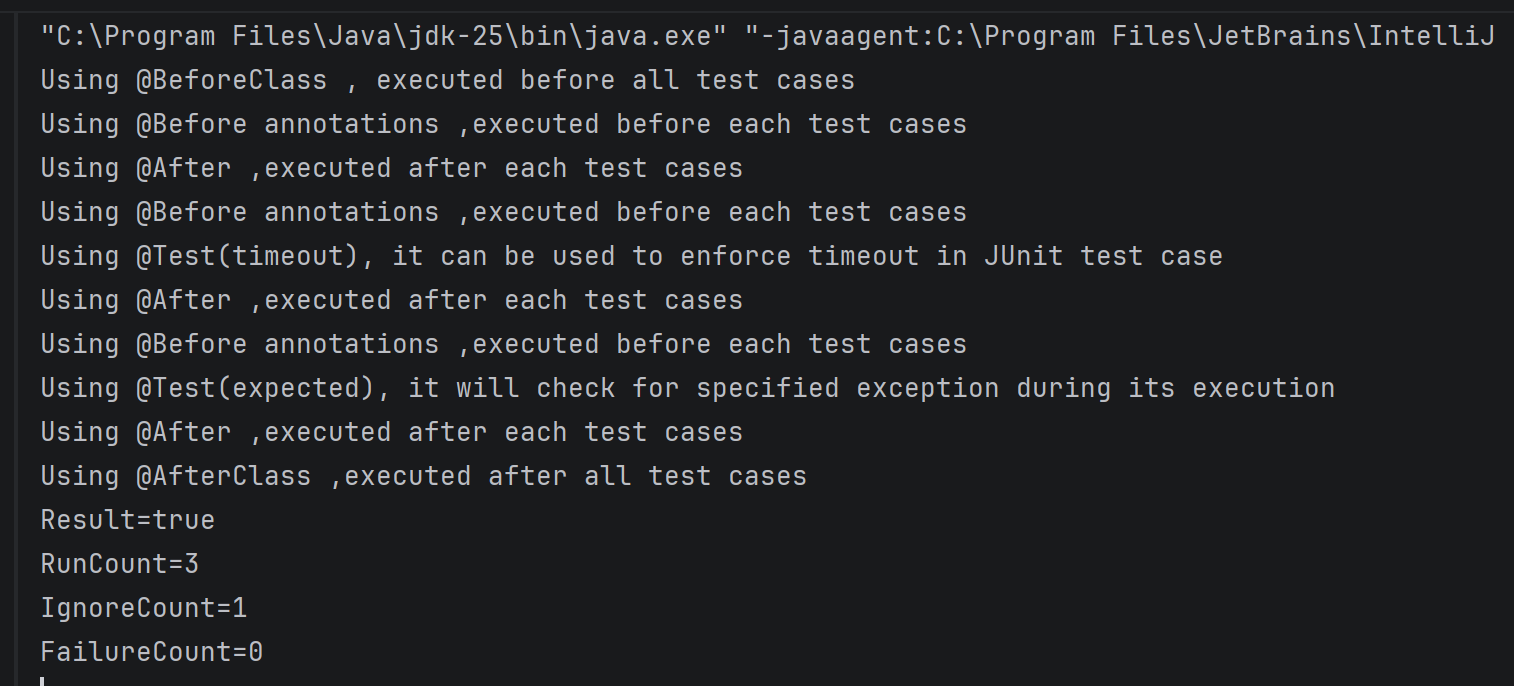 "C:\Program Files\Java\jdk-25\bin\java.exe" "-javaagent:C:\Program Files\JetBrains\IntelliJ
Using @BeforeClass , executed before all test cases
Using @Before annotations ,executed before each test cases
Using @After ,executed after each test cases
Using @Before annotations ,executed before each test cases
Using @Test(timeout), it can be used to enforce timeout in JUnit test case
Using @After ,executed after each test cases
Using @Before annotations ,executed before each test cases
Using @Test(expected), it will check for specified exception during its execution
Using @After ,executed after each test cases
Using @AfterClass ,executed after all test cases
Result=true
RunCount=3
IgnoreCount=1
FailureCount=0